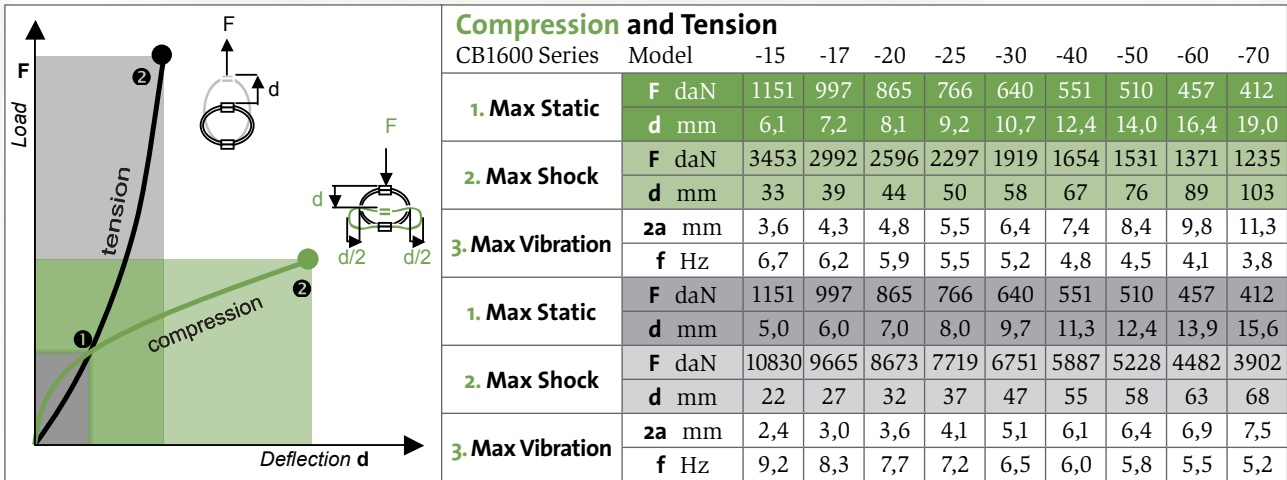 F
Load
tension
compression
Deflection d
❶
❷
❷
F
d
F
d
d/2 d/2
Compression and Tension
CB1600 Series Model -15 -17 -20 -25 -30 -40 -50 -60 -70
1. Max Static F daN 1151 997 865 766 640 551 510 457 412
d mm 6,1 7,2 8,1 9,2 10,7 12,4 14,0 16,4 19,0
2. Max Shock F daN 3453 2992 2596 2297 1919 1654 1531 1371 1235
d mm 33 39 44 50 58 67 76 89 103
3. Max Vibration 2a mm 3,6 4,3 4,8 5,5 6,4 7,4 8,4 9,8 11,3
f Hz 6,7 6,2 5,9 5,5 5,2 4,8 4,5 4,1 3,8
1. Max Static F daN 1151 997 865 766 640 551 510 457 412
d mm 5,0 6,0 7,0 8,0 9,7 11,3 12,4 13,9 15,6
2. Max Shock F daN 10830 9665 8673 7719 6751 5887 5228 4482 3902
d mm 22 27 32 37 47 55 58 63 68
3. Max Vibration 2a mm 2,4 3,0 3,6 4,1 5,1 6,1 6,4 6,9 7,5
f Hz 9,2 8,3 7,7 7,2 6,5 6,0 5,8 5,5 5,2